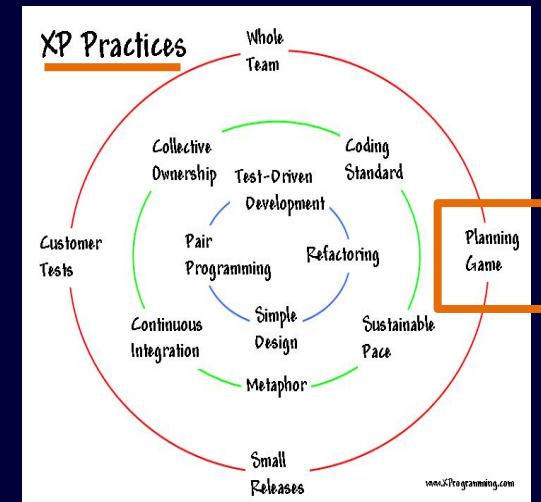 XP Practices
Whole
Team
Collective
Ownership
Coding
Standard
Test-Driven
Development
Customer
Tests
Pair
Programming
Refactoring
Planning
Game
Continuous
Integration
Simple
Design
Sustainable
Pace
Metaphor
Small
Releases
www.XProgramming.com